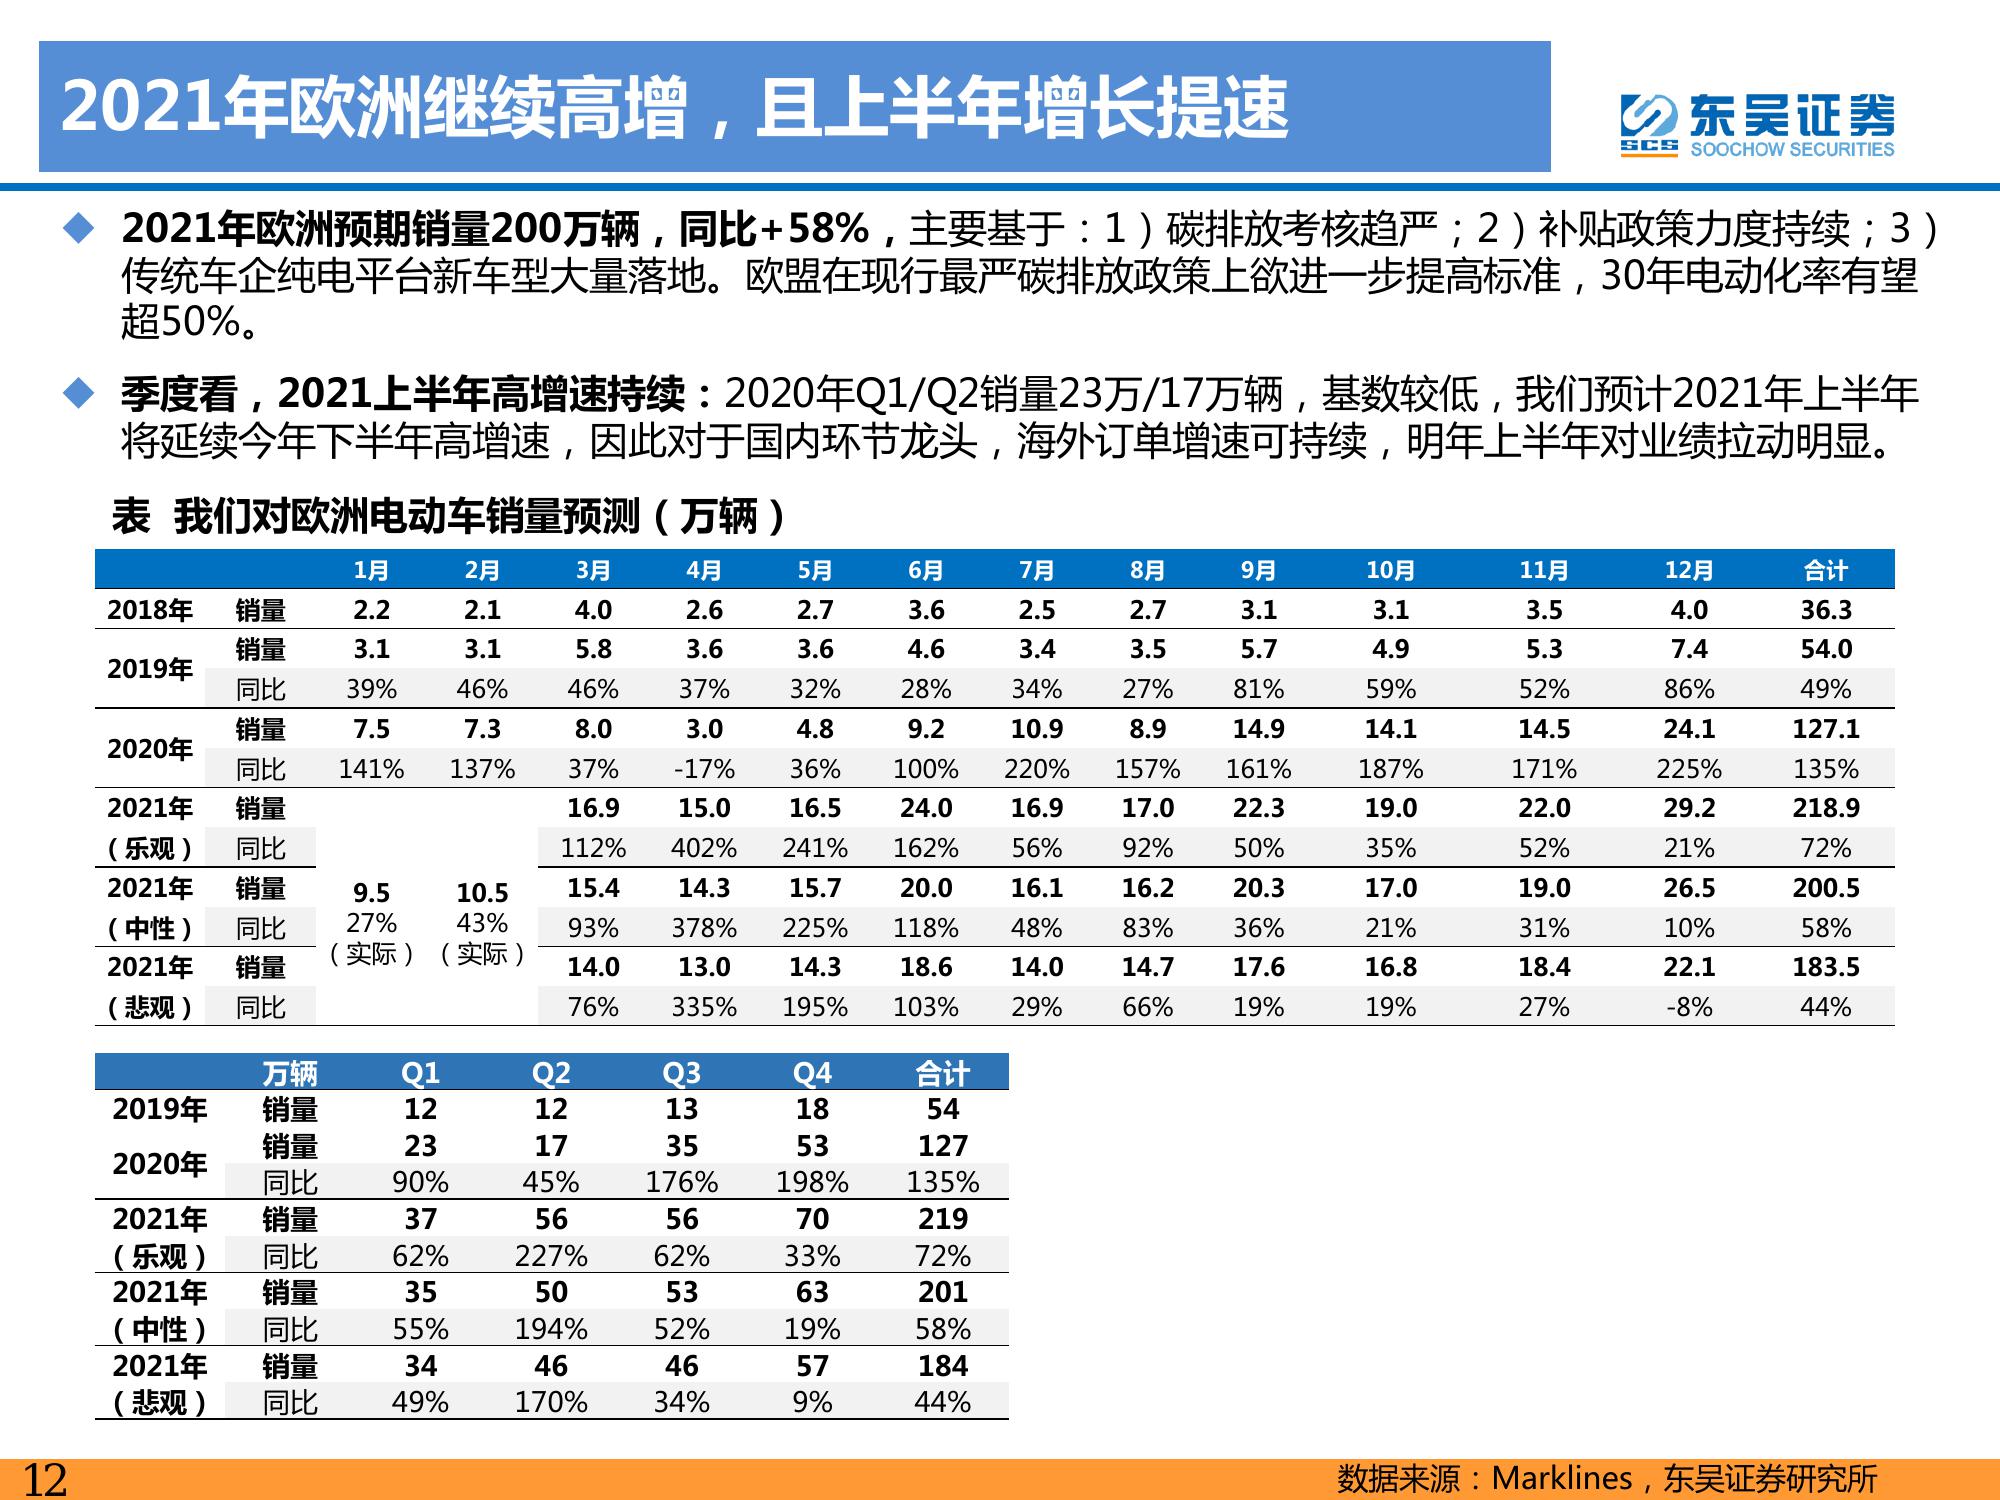 2021年欧洲继续高增，且上半年增长提速
东吴证券
SCS
SOOCHOW SECURITIES
2021年欧洲预期销量200万辆，同比+58%，主要基于：1）碳排放考核趋严；2）补贴政策力度持续；3）
传统车企纯电平台新车型大量落地。欧盟在现行最严碳排放政策上欲进一步提高标准，30年电动化率有望
超50%。
季度看，2021上半年高增速持续：2020年Q1/Q2销量23万/17万辆，基数较低，我们预计2021年上半年
将延续今年下半年高增速，因此对于国内环节龙头，海外订单增速可持续，明年上半年对业绩拉动明显。
表 我们对欧洲电动车销量预测（万辆）
1月 2月 3月 4月 5月 6月 7月 8月 9月 10月 11月 12月 合计
2018年 销量 2.2 2.1 4.0 2.6 2.7 3.6 2.5 2.7 3.1 3.1 3.5 4.0 36.3
2019年 销量 3.1 3.1 5.8 3.6 3.6 4.6 3.4 3.5 5.7 4.9 5.3 7.4 54.0
同比 39% 46% 46% 37% 32% 28% 34% 27% 81% 59% 52% 86% 49%
2020年 销量 7.5 7.3 8.0 3.0 4.8 9.2 10.9 8.9 14.9 14.1 14.5 24.1 127.1
同比 141% 137% 37% -17% 36% 100% 220% 157% 161% 187% 171% 225% 135%
2021年 销量 16.9 15.0 16.5 24.0 16.9 17.0 22.3 19.0 22.0 29.2 218.9
（乐观） 同比 112% 402% 241% 162% 56% 92% 50% 35% 52% 21% 72%
2021年 销量 9.5 10.5 15.4 14.3 15.7 20.0 16.1 16.2 20.3 17.0 19.0 26.5 200.5
（中性） 同比 27% 43% 93% 378% 225% 118% 48% 83% 36% 21% 31% 10% 58%
（实际） （实际）
2021年 销量 14.0 13.0 14.3 18.6 14.0 14.7 17.6 16.8 18.4 22.1 183.5
（悲观） 同比 76% 335% 195% 103% 29% 66% 19% 19% 27% -8% 44%
万辆 Q1 Q2 Q3 Q4 合计
2019年 销量 12 12 13 18 54
2020年 销量 23 17 35 53 127
同比 90% 45% 176% 198% 135%
2021年 销量 37 56 56 70 219
（乐观） 同比 62% 227% 62% 33% 72%
2021年 销量 35 50 53 63 201
（中性） 同比 55% 194% 52% 19% 58%
2021年 销量 34 46 46 57 184
（悲观） 同比 49% 170% 34% 9% 44%
12
数据来源：Marklines，东吴证券研究所